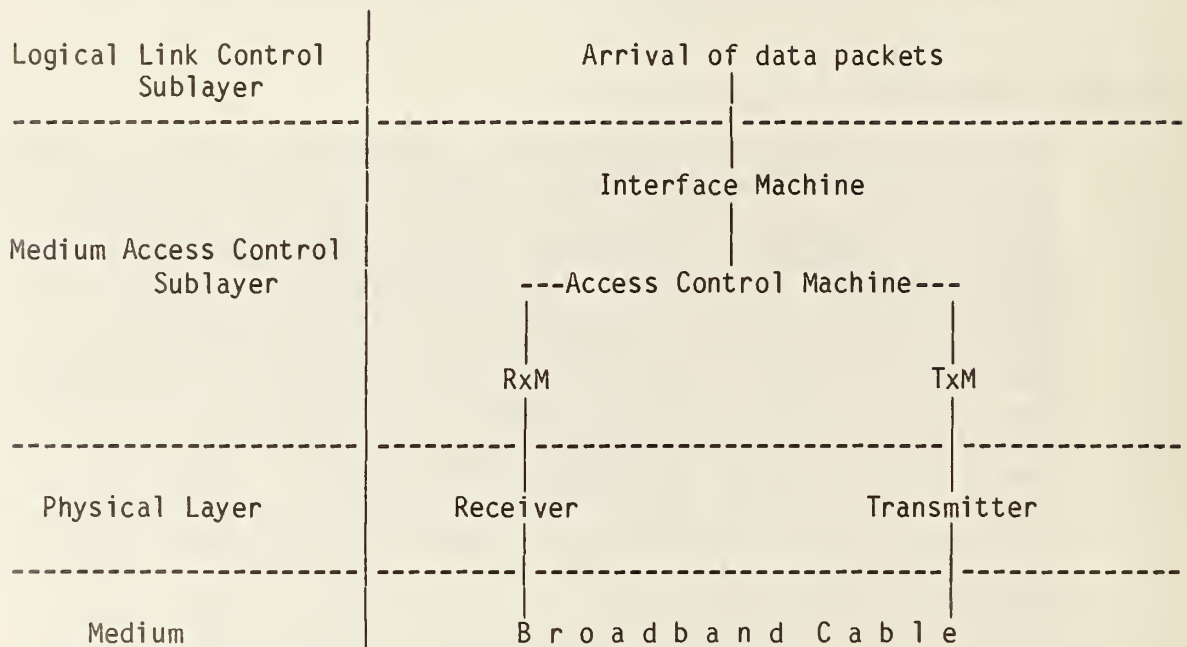 Logical Link Control
Sublayer
Arrival of data packets
Interface Machine
Medium Access Control
Sublayer
---Access Control Machine---
RxM
TxM
Physical Layer
Receiver
Transmitter
Medium
B r o a d b a n d  C a b l e